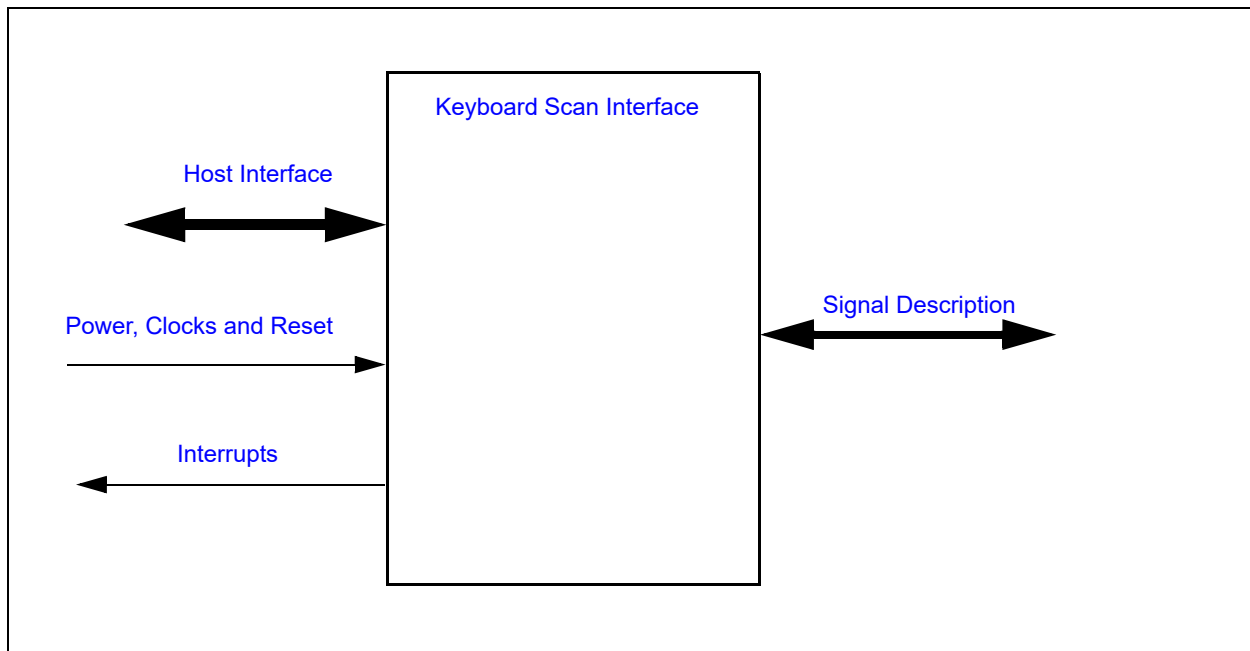 Keyboard Scan Interface
Host Interface
Power, Clocks and Reset
Signal Description
Interrupts